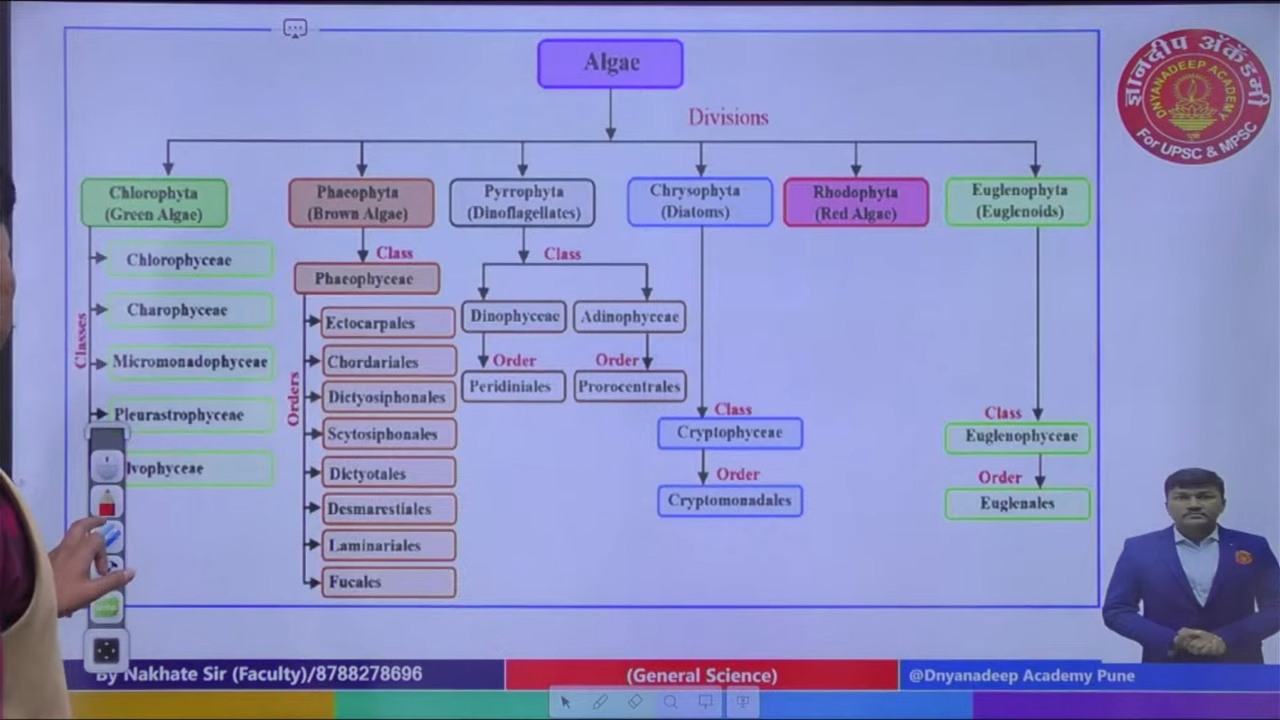 Algae
Divisions
Chlorophyta
(Green Algae)
Phaeophyta
(Brown Algae)
Pyrrophyta
(Dinoflagellates)
Chrysophyta
(Diatoms)
Rhodophyta
(Red Algae)
Euglenophyta
(Euglenoids)
Classes
Chlorophyceae
Charophyceae
Micromonadophyceae
Pleurastrophyceae
lvophyceae
Class
Phaeophyceae
Orders
Ectocarpales
Chordariales
Dictyosiphonales
Scytosiphonales
Dictyotales
Desmarestiales
Laminariales
Fucales
Class
Dinophyceae
Adinophyceae
Order
Order
Peridiniales
Prorocentrales
Class
Cryptophyceae
Order
Cryptomonadales
Class
Euglenophyceae
Order
Euglenales
ज्ञानदीप अॅकॅडमी
DNYANADEEP ACADEMY
पुणे
For UPSC & MPSC
By Nakhate Sir (Faculty)/8788278696
(General Science)
@Dnyanadeep Academy Pune